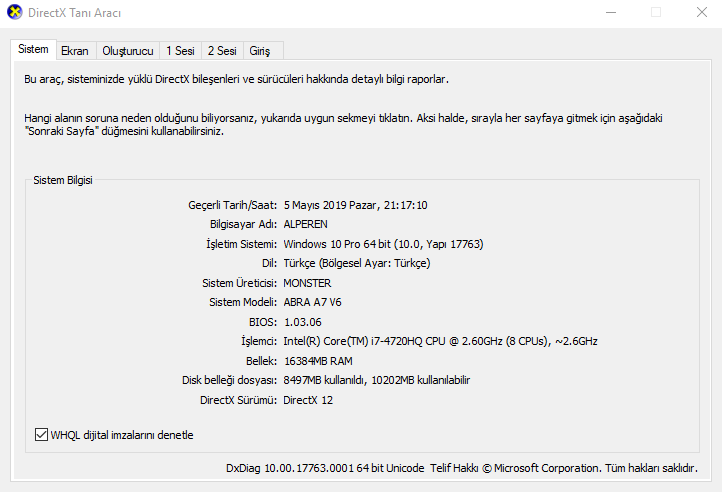 DirectX Tanı Aracı
Sistem Ekran Oluşturucu 1 Sesi 2 Sesi Giriş
Bu araç, sisteminizde yüklü DirectX bileşenleri ve sürücüleri hakkında detaylı bilgi raporlar.
Hangi alanın soruna neden olduğunu biliyorsanız, yukarıda uygun sekmeyi tıklatın. Aksi halde, sırayla her sayfaya gitmek için aşağıdaki
"Sonraki Sayfa" düğmesini kullanabilirsiniz.
Sistem Bilgisi
Geçerli Tarih/Saat: 5 Mayıs 2019 Pazar, 21:17:10
Bilgisayar Adı: ALPEREN
İşletim Sistemi: Windows 10 Pro 64 bit (10.0, Yapı 17763)
Dil: Türkçe (Bölgesel Ayar: Türkçe)
Sistem Üreticisi: MONSTER
Sistem Modeli: ABRA A7 V6
BIOS: 1.03.06
İşlemci: Intel(R) Core(TM) i7-4720HQ CPU @ 2.60GHz (8 CPUs), ~2.6GHz
Bellek: 16384MB RAM
Disk belleği dosyası: 8497MB kullanıldı, 10202MB kullanılabilir
DirectX Sürümü: DirectX 12
WHQL dijital imzalarını denetle
DxDiag 10.00.17763.0001 64 bit Unicode Telif Hakkı © Microsoft Corporation. Tüm hakları saklıdır.